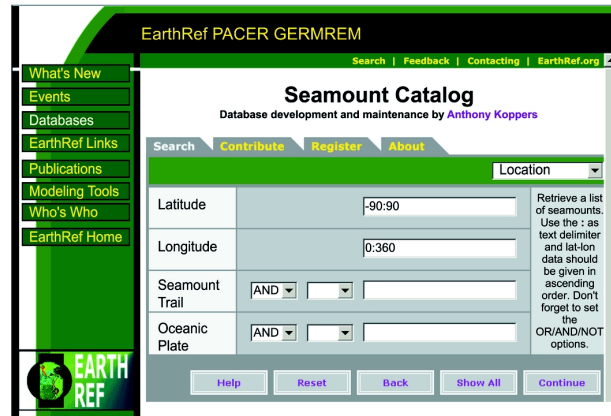 EarthRef PACER GERMREM
Search | Feedback | Contacting | EarthRef.org
What's New
Events
Databases
EarthRef Links
Publications
Modeling Tools
Who's Who
EarthRef Home
EARTH
REF
Seamount Catalog
Database development and maintenance by Anthony Koppers
Search Contribute Register About
Location
Latitude -90:90
Longitude 0:360
Seamount
Trail AND
Oceanic
Plate AND
Retrieve a list
of seamounts.
Use the : as
text delimiter
and lat-lon
data should
be given in
ascending
order. Don't
forget to set
the
OR/AND/NOT
options.
Help Reset Back Show All Continue